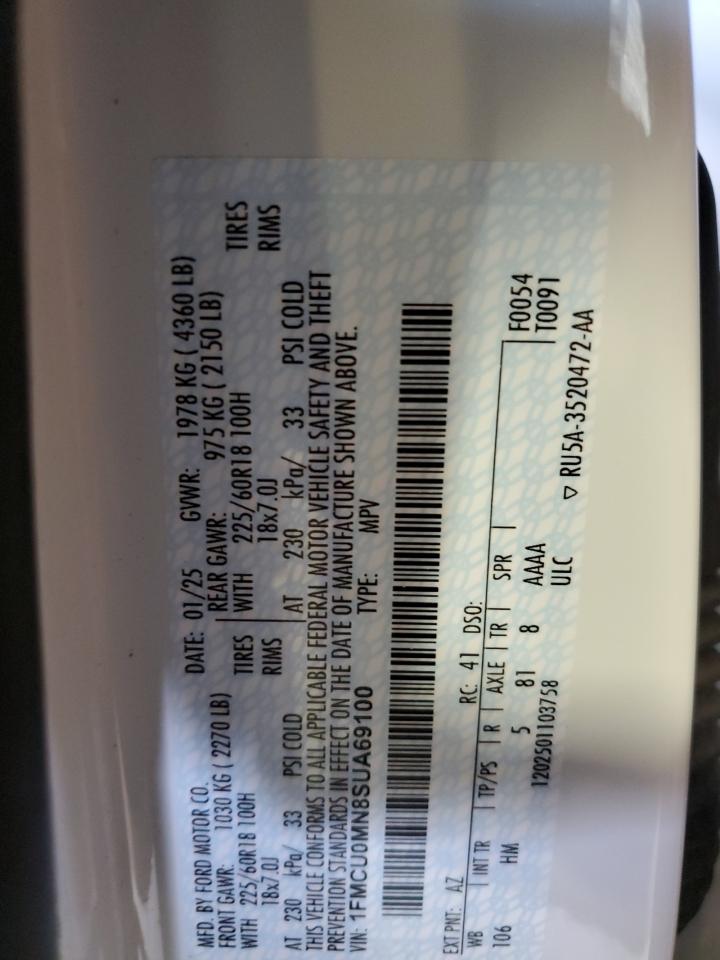 MFD. BY FORD MOTOR CO.
DATE: 01/25 GVWR: 1978 KG ( 4360 LB)
FRONT GAWR: 1030 KG ( 2270 LB)
REAR GAWR: 975 KG ( 2150 LB)
WITH 225/60R18 100H TIRES
WITH 225/60R18 100H TIRES
18x7.0J RIMS
18x7.0J RIMS
AT 230 kPa/ 33 PSI COLD
AT 230 kPa/ 33 PSI COLD
THIS VEHICLE CONFORMS TO ALL APPLICABLE FEDERAL MOTOR VEHICLE SAFETY AND THEFT
PREVENTION STANDARDS IN EFFECT ON THE DATE OF MANUFACTURE SHOWN ABOVE.
VIN: 1FMCU0MN8SUA69100 TYPE: MPV
EXT PNT: AZ RC: 41 DSO:
WB INT TR TP/PS R AXLE TR SPR F0054
106 HM 5 81 8 AAAA T0091
1202501103758 ULC
▽ RU5A-3520472-AA